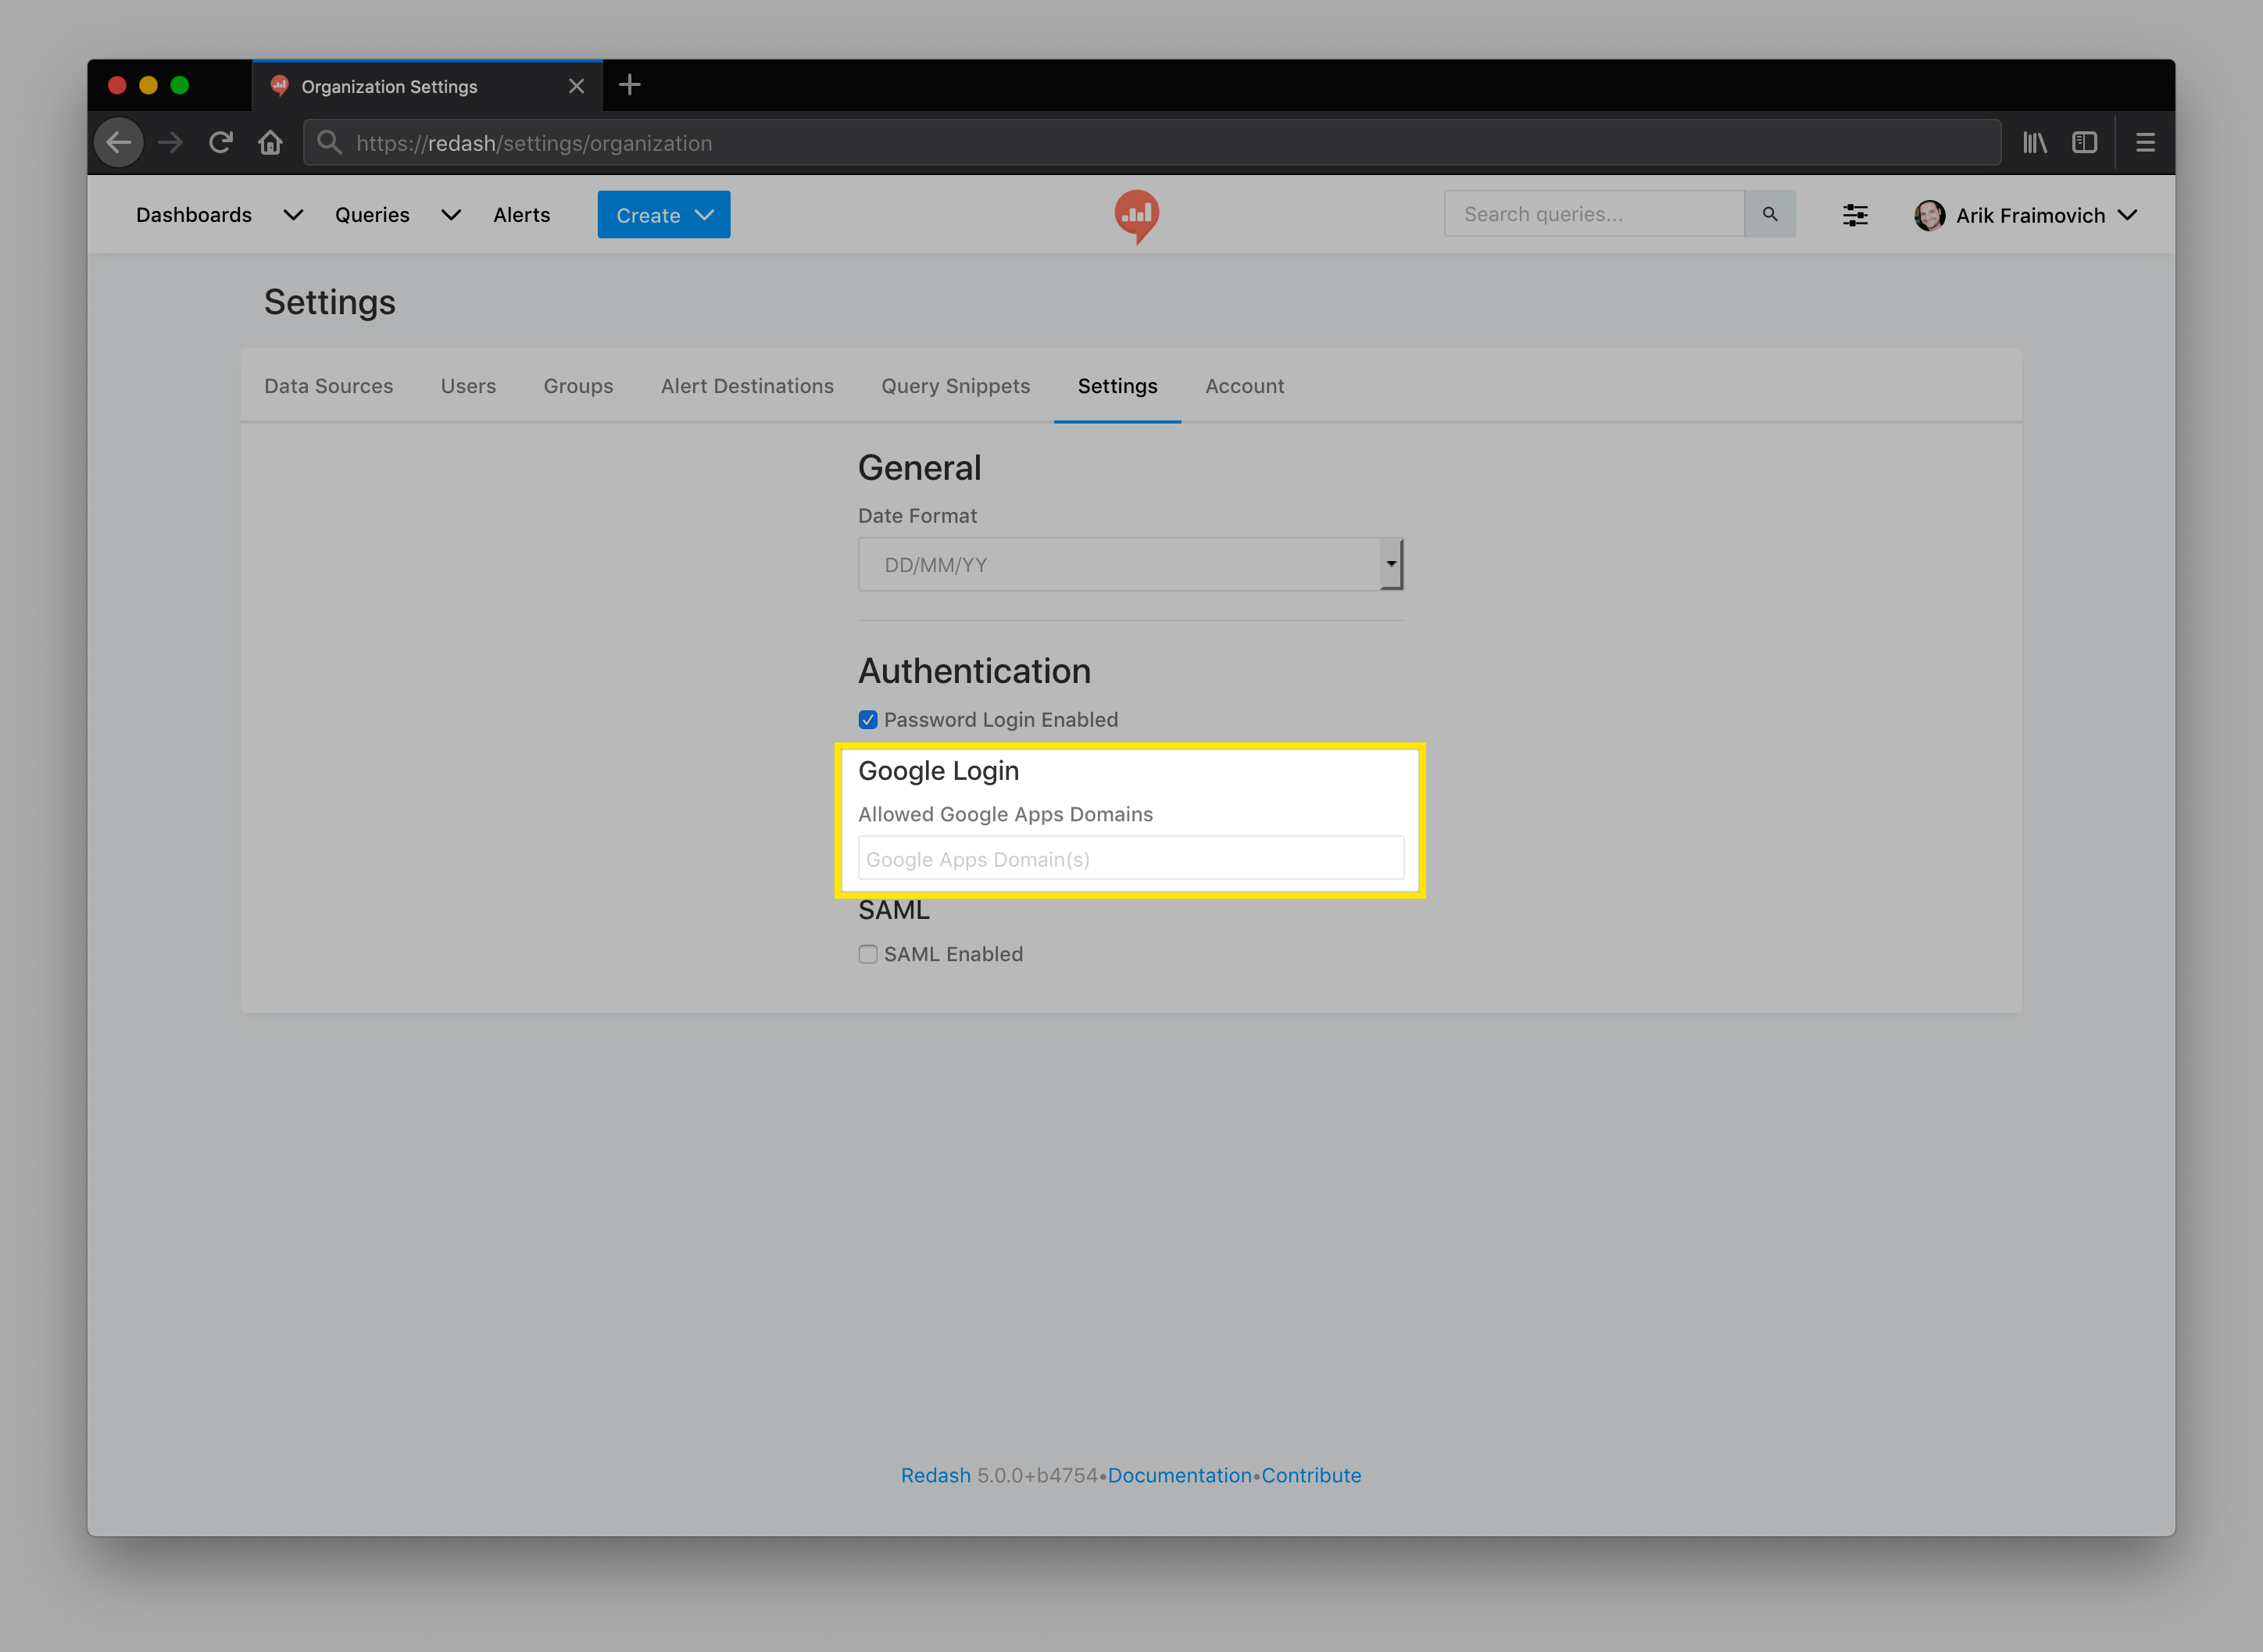 Organization Settings
https://redash/settings/organization
Dashboards Queries Alerts Create Search queries... Arik Fraimovich
Settings
Data Sources Users Groups Alert Destinations Query Snippets Settings Account
General
Date Format
DD/MM/YY
Authentication
Password Login Enabled
Google Login
Allowed Google Apps Domains
Google Apps Domain(s)
SAML
SAML Enabled
Redash 5.0.0+b4754•Documentation•Contribute